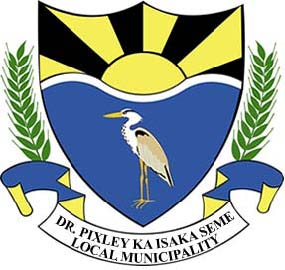 DR. PIXLEY KA ISAKA SEME
LOCAL MUNICIPALITY